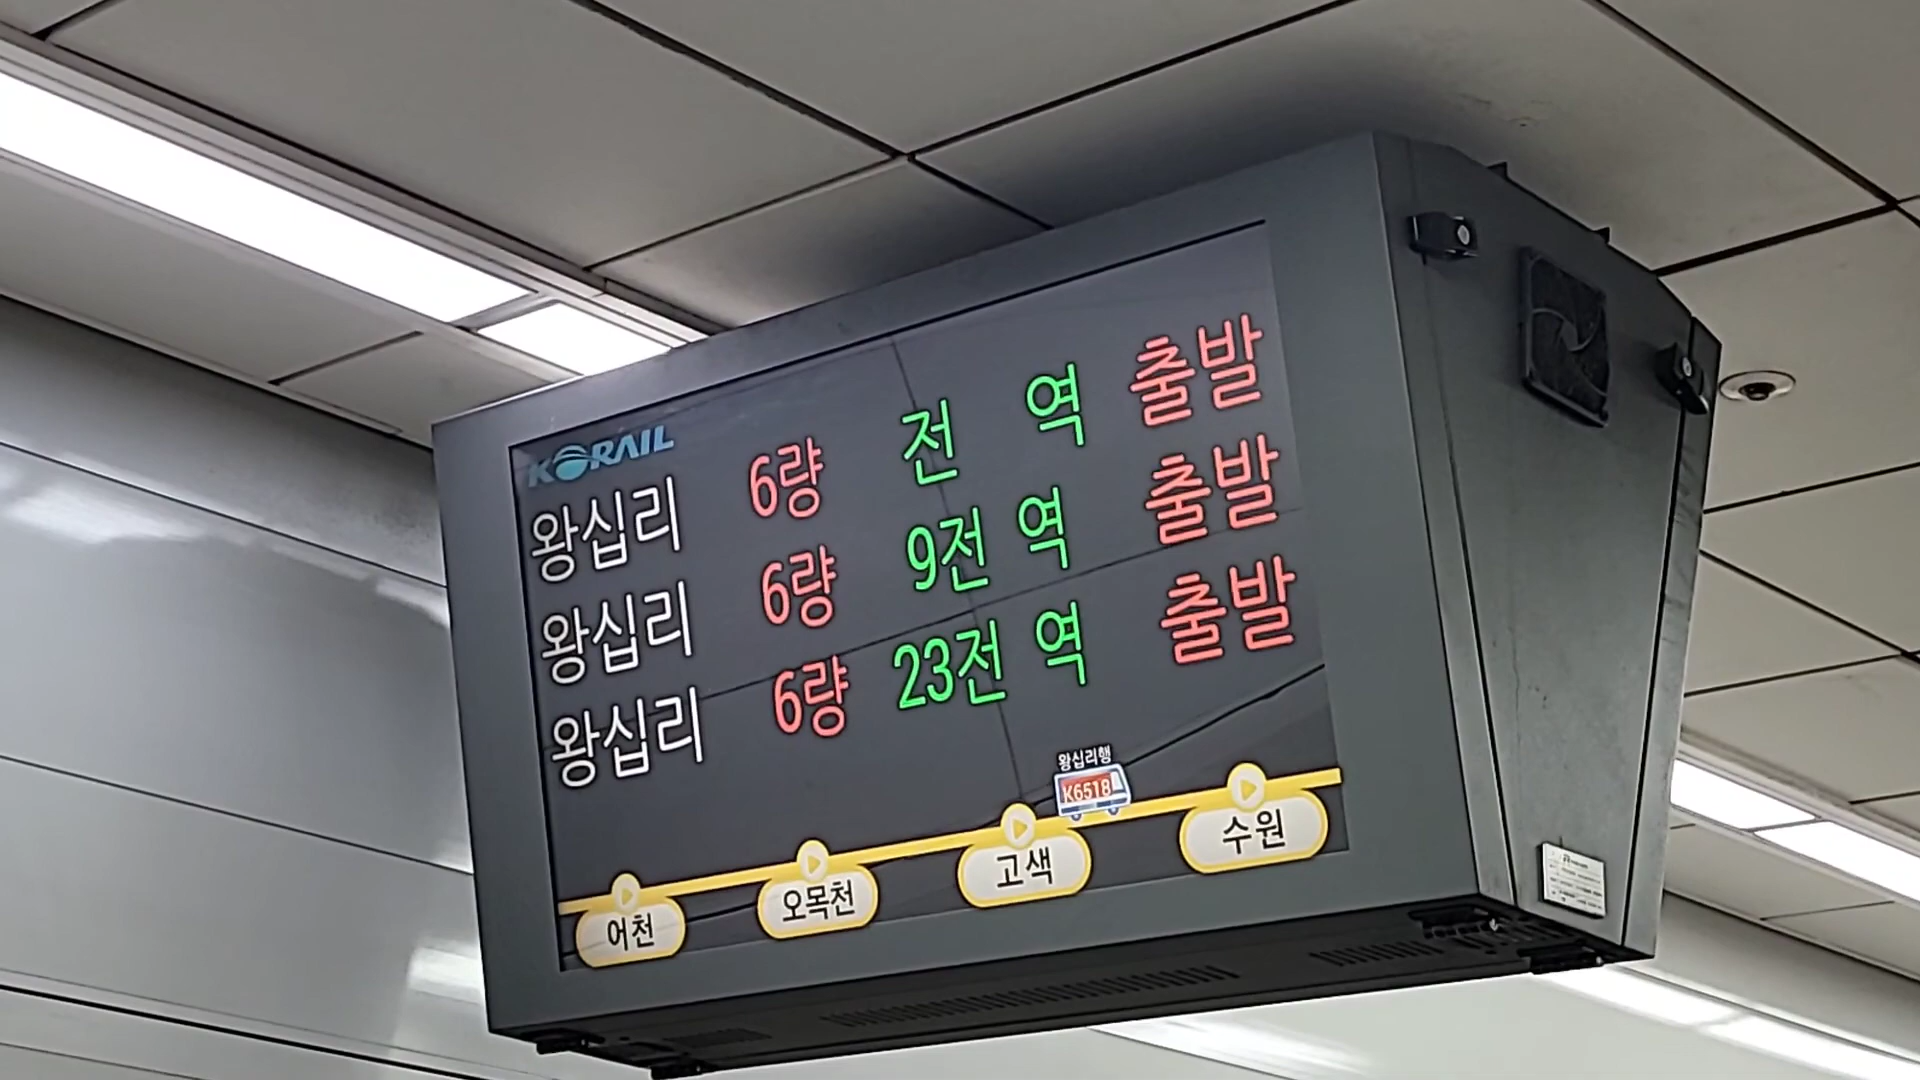 KORAIL
왕십리 6량 전 역 출발
왕십리 6량 9전 역 출발
왕십리 6량 23전 역 출발
왕십리행
K6518
어천 오목천 고색 수원